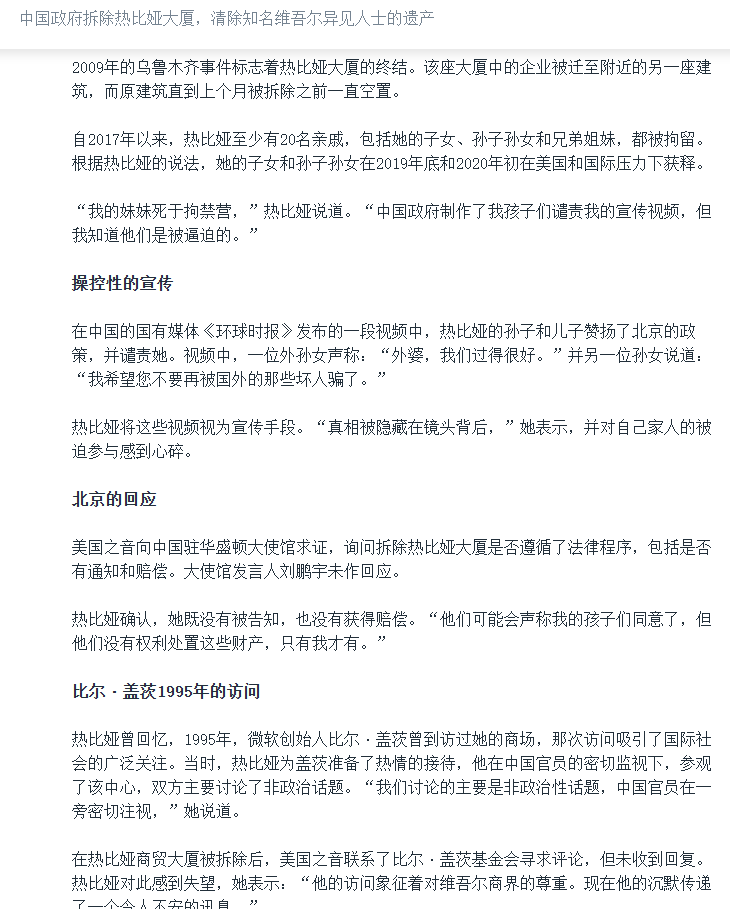 中国政府拆除热比娅大厦，清除知名维吾尔异见人士的遗产
2009年的乌鲁木齐事件标志着热比娅大厦的终结。该座大厦中的企业被迁至附近的另一座建
筑，而原建筑直到上个月被拆除之前一直空置。
自2017年以来，热比娅至少有20名亲戚，包括她的子女、孙子孙女和兄弟姐妹，都被拘留。
根据热比娅的说法，她的子女和孙子孙女在2019年底和2020年初在美国和国际压力下获释。
“我的妹妹死于拘禁营，”热比娅说道。“中国政府制作了我孩子们谴责我的宣传视频，但
我知道他们是被逼迫的。”
操控性的宣传
在中国的国有媒体《环球时报》发布的一段视频中，热比娅的孙子和儿子赞扬了北京的政
策，并谴责她。视频中，一位外孙女声称：“外婆，我们过得很好。”并另一位孙女说道：
“我希望您不要再被国外的那些坏人骗了。”
热比娅将这些视频视为宣传手段。“真相被隐藏在镜头背后，”她表示，并对自己家人的被
迫参与感到心碎。
北京的回应
美国之音向中国驻华盛顿大使馆求证，询问拆除热比娅大厦是否遵循了法律程序，包括是否
有通知和赔偿。大使馆发言人刘鹏宇未作回应。
热比娅确认，她既没有被告知，也没有获得赔偿。“他们可能会声称我的孩子们同意了，但
他们没有权利处置这些财产，只有我才有。”
比尔·盖茨1995年的访问
热比娅曾回忆，1995年，微软创始人比尔·盖茨曾到访过她的商场，那次访问吸引了国际社
会的广泛关注。当时，热比娅为盖茨准备了热情的接待，他在中国官员的密切监视下，参观
了该中心，双方主要讨论了非政治话题。“我们讨论的主要是非政治性话题，中国官员在一
旁密切注视，”她说道。
在热比娅商贸大厦被拆除后，美国之音联系了比尔·盖茨基金会寻求评论，但未收到回复。
热比娅对此感到失望，她表示：“他的访问象征着对维吾尔商界的尊重。现在他的沉默传递
了一个令人不安的讯息。”